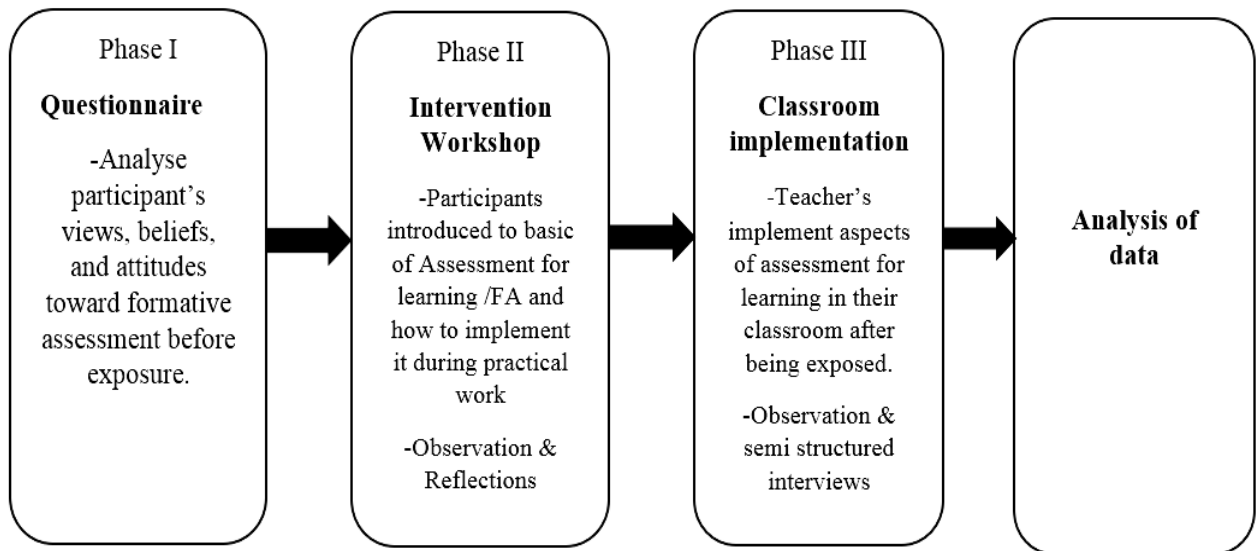 Phase I
Questionnaire
-Analyse
participant's
views, beliefs,
and attitudes
toward formative
assessment before
exposure.
Phase II
Intervention
Workshop
-Participants
introduced to basic
of Assessment for
learning /FA and
how to implement
it during practical
work
-Observation &
Reflections
Phase III
Classroom
implementation
-Teacher's
implement aspects
of assessment for
learning in their
classroom after
being exposed.
-Observation &
semi structured
interviews
Analysis of
data